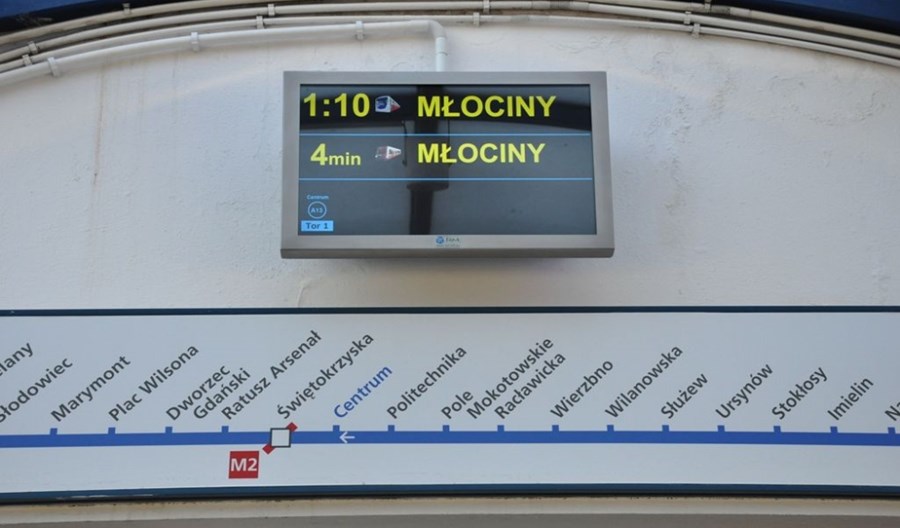 1:10 MŁOCINY
4min MŁOCINY
Centrum
A13
Tor 1
Marymont
Plac Wilsona
Dworzec
Gdański
Ratusz Arsenał
Świętokrzyska
Centrum
Politechnika
Pole
Mokotowskie
Racławicka
Wierzbno
Wilanowska
Służew
Ursynów
Stokłosy
Imielin
M2